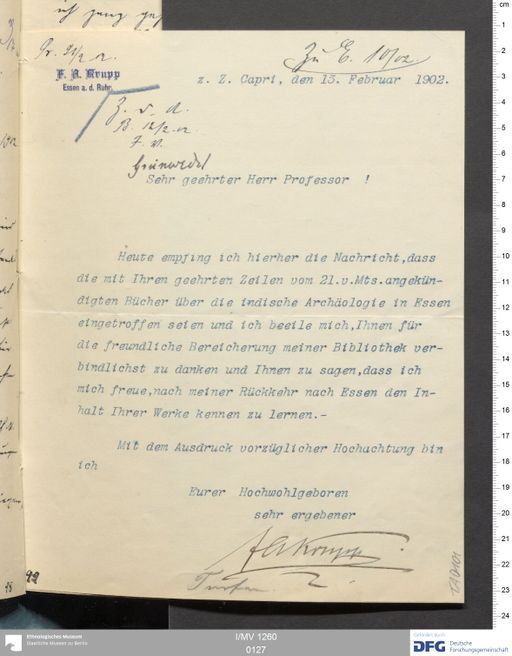 Zu E. 10/02
F. A. Krupp
Essen a. d. Ruhr.
z. Z. Capri, den 15. Februar 1902.
Z. d. A.
Grünwedel
Sehr geehrter Herr Professor !
Heute empfing ich hierher die Nachricht,dass
die mit Ihren geehrten Zeilen vom 21.v.Mts.angekün-
digten Bücher über die indische Archäologie in Essen
eingetroffen seien und ich beeile mich,Ihnen für
die freundliche Bereicherung meiner Bibliothek ver-
bindlichst zu danken und Ihnen zu sagen,dass ich
mich freue,nach meiner Rückkehr nach Essen den In-
halt Ihrer Werke kennen zu lernen.-
Mit dem Ausdruck vorzüglicher Hochachtung bin
ich
Eurer Hochwohlgeboren
sehr ergebener
FAKrupp
Turfan
Ethnologisches Museum
Staatliche Museen zu Berlin
I/MV 1260
0127
Gefördert durch
DFG Deutsche
Forschungsgemeinschaft